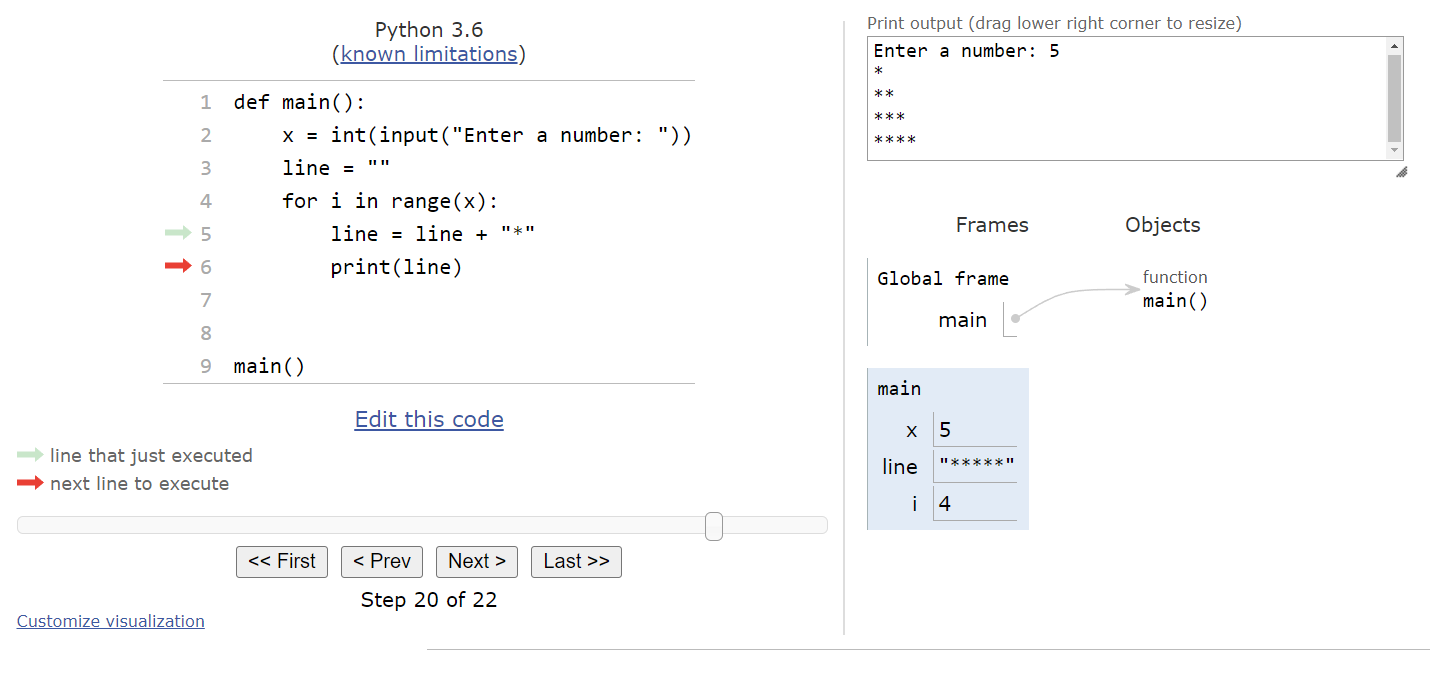 Python 3.6
(known limitations)
1 def main():
2     x = int(input("Enter a number: "))
3     line = ""
4     for i in range(x):
5         line = line + "*"
6         print(line)
7
8
9 main()
Edit this code
line that just executed
next line to execute
<< First
< Prev
Next >
Last >>
Step 20 of 22
Customize visualization
Print output (drag lower right corner to resize)
Enter a number: 5
*
**
***
****
Frames
Objects
Global frame
main
function
main()
main
x 5
line "*****"
i 4